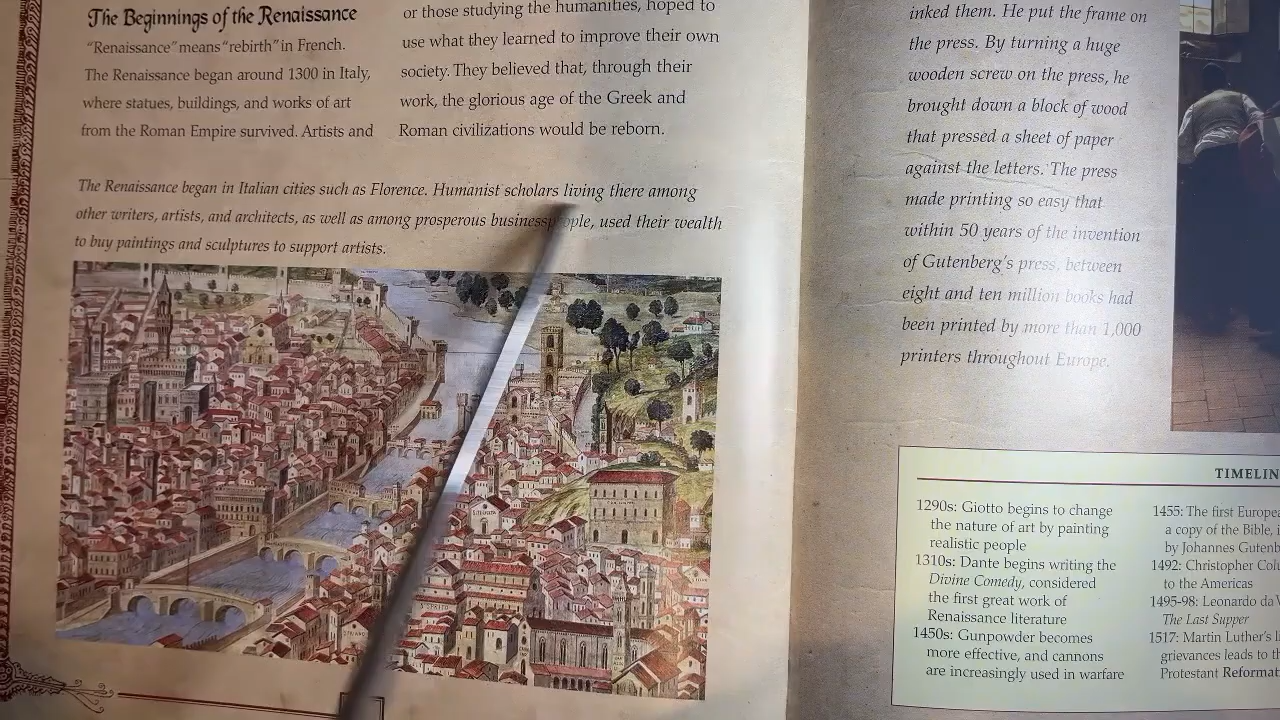 The Beginnings of the Renaissance
"Renaissance" means "rebirth" in French.
The Renaissance began around 1300 in Italy,
where statues, buildings, and works of art
from the Roman Empire survived. Artists and
or those studying the humanities, hoped to
use what they learned to improve their own
society. They believed that, through their
work, the glorious age of the Greek and
Roman civilizations would be reborn.
The Renaissance began in Italian cities such as Florence. Humanist scholars living there among
other writers, artists, and architects, as well as among prosperous businesspeople, used their wealth
to buy paintings and sculptures to support artists.
inked them. He put the frame on
the press. By turning a huge
wooden screw on the press, he
brought down a block of wood
that pressed a sheet of paper
against the letters. The press
made printing so easy that
within 50 years of the invention
of Gutenberg's press, between
eight and ten million books had
been printed by more than 1,000
printers throughout Europe.
TIMELIN
1290s: Giotto begins to change
the nature of art by painting
realistic people
1310s: Dante begins writing the
Divine Comedy, considered
the first great work of
Renaissance literature
1450s: Gunpowder becomes
more effective, and cannons
are increasingly used in warfare
1455: The first Europe
a copy of the Bible, i
by Johannes Gutenb
1492: Christopher Col
to the Americas
1495-98: Leonardo da V
The Last Supper
1517: Martin Luther's
grievances leads to th
Protestant Reformat